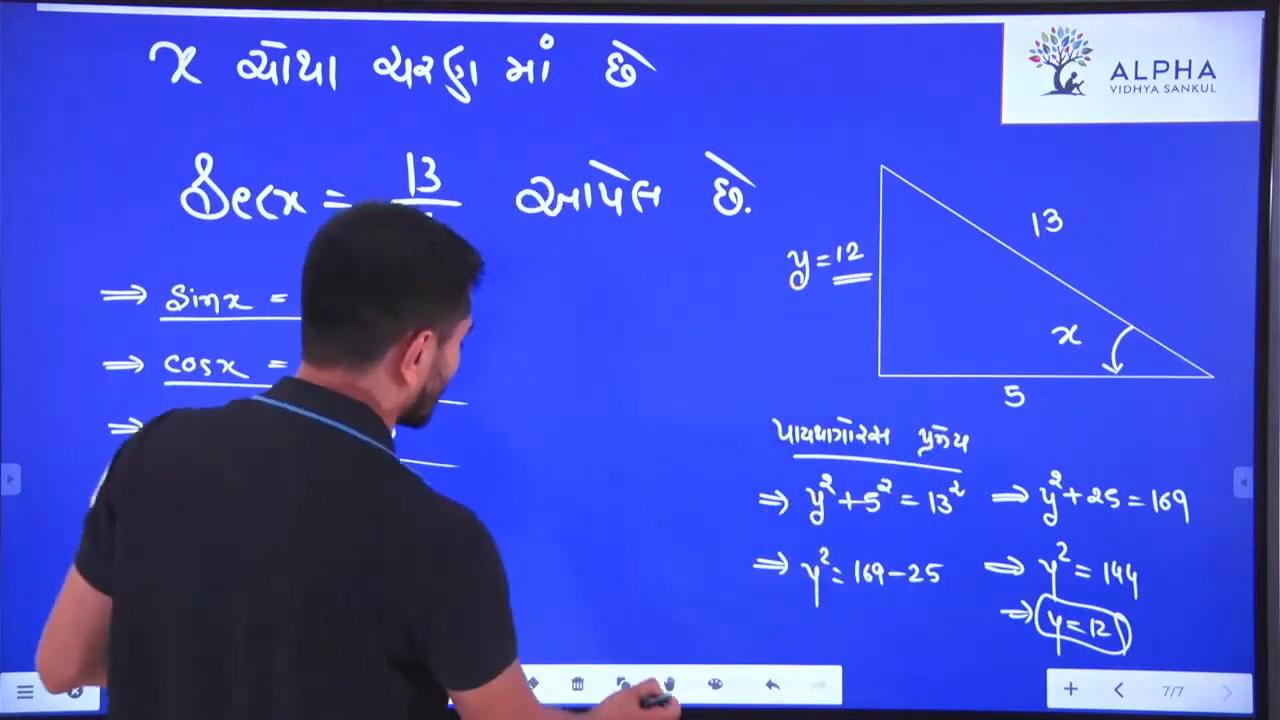 x ચોથા ચરણ માં છે
Secx = 13 આપેલ છે.
⇒ sinx =
⇒ cosx =
⇒
ALPHA
VIDHYA SANKUL
13
y = 12
x
5
પાયથાગોરસ પ્રમેય
⇒ y² + 5² = 13² ⇒ y² + 25 = 169
⇒ y² = 169 - 25 ⇒ y² = 144
⇒ y = 12
7/7